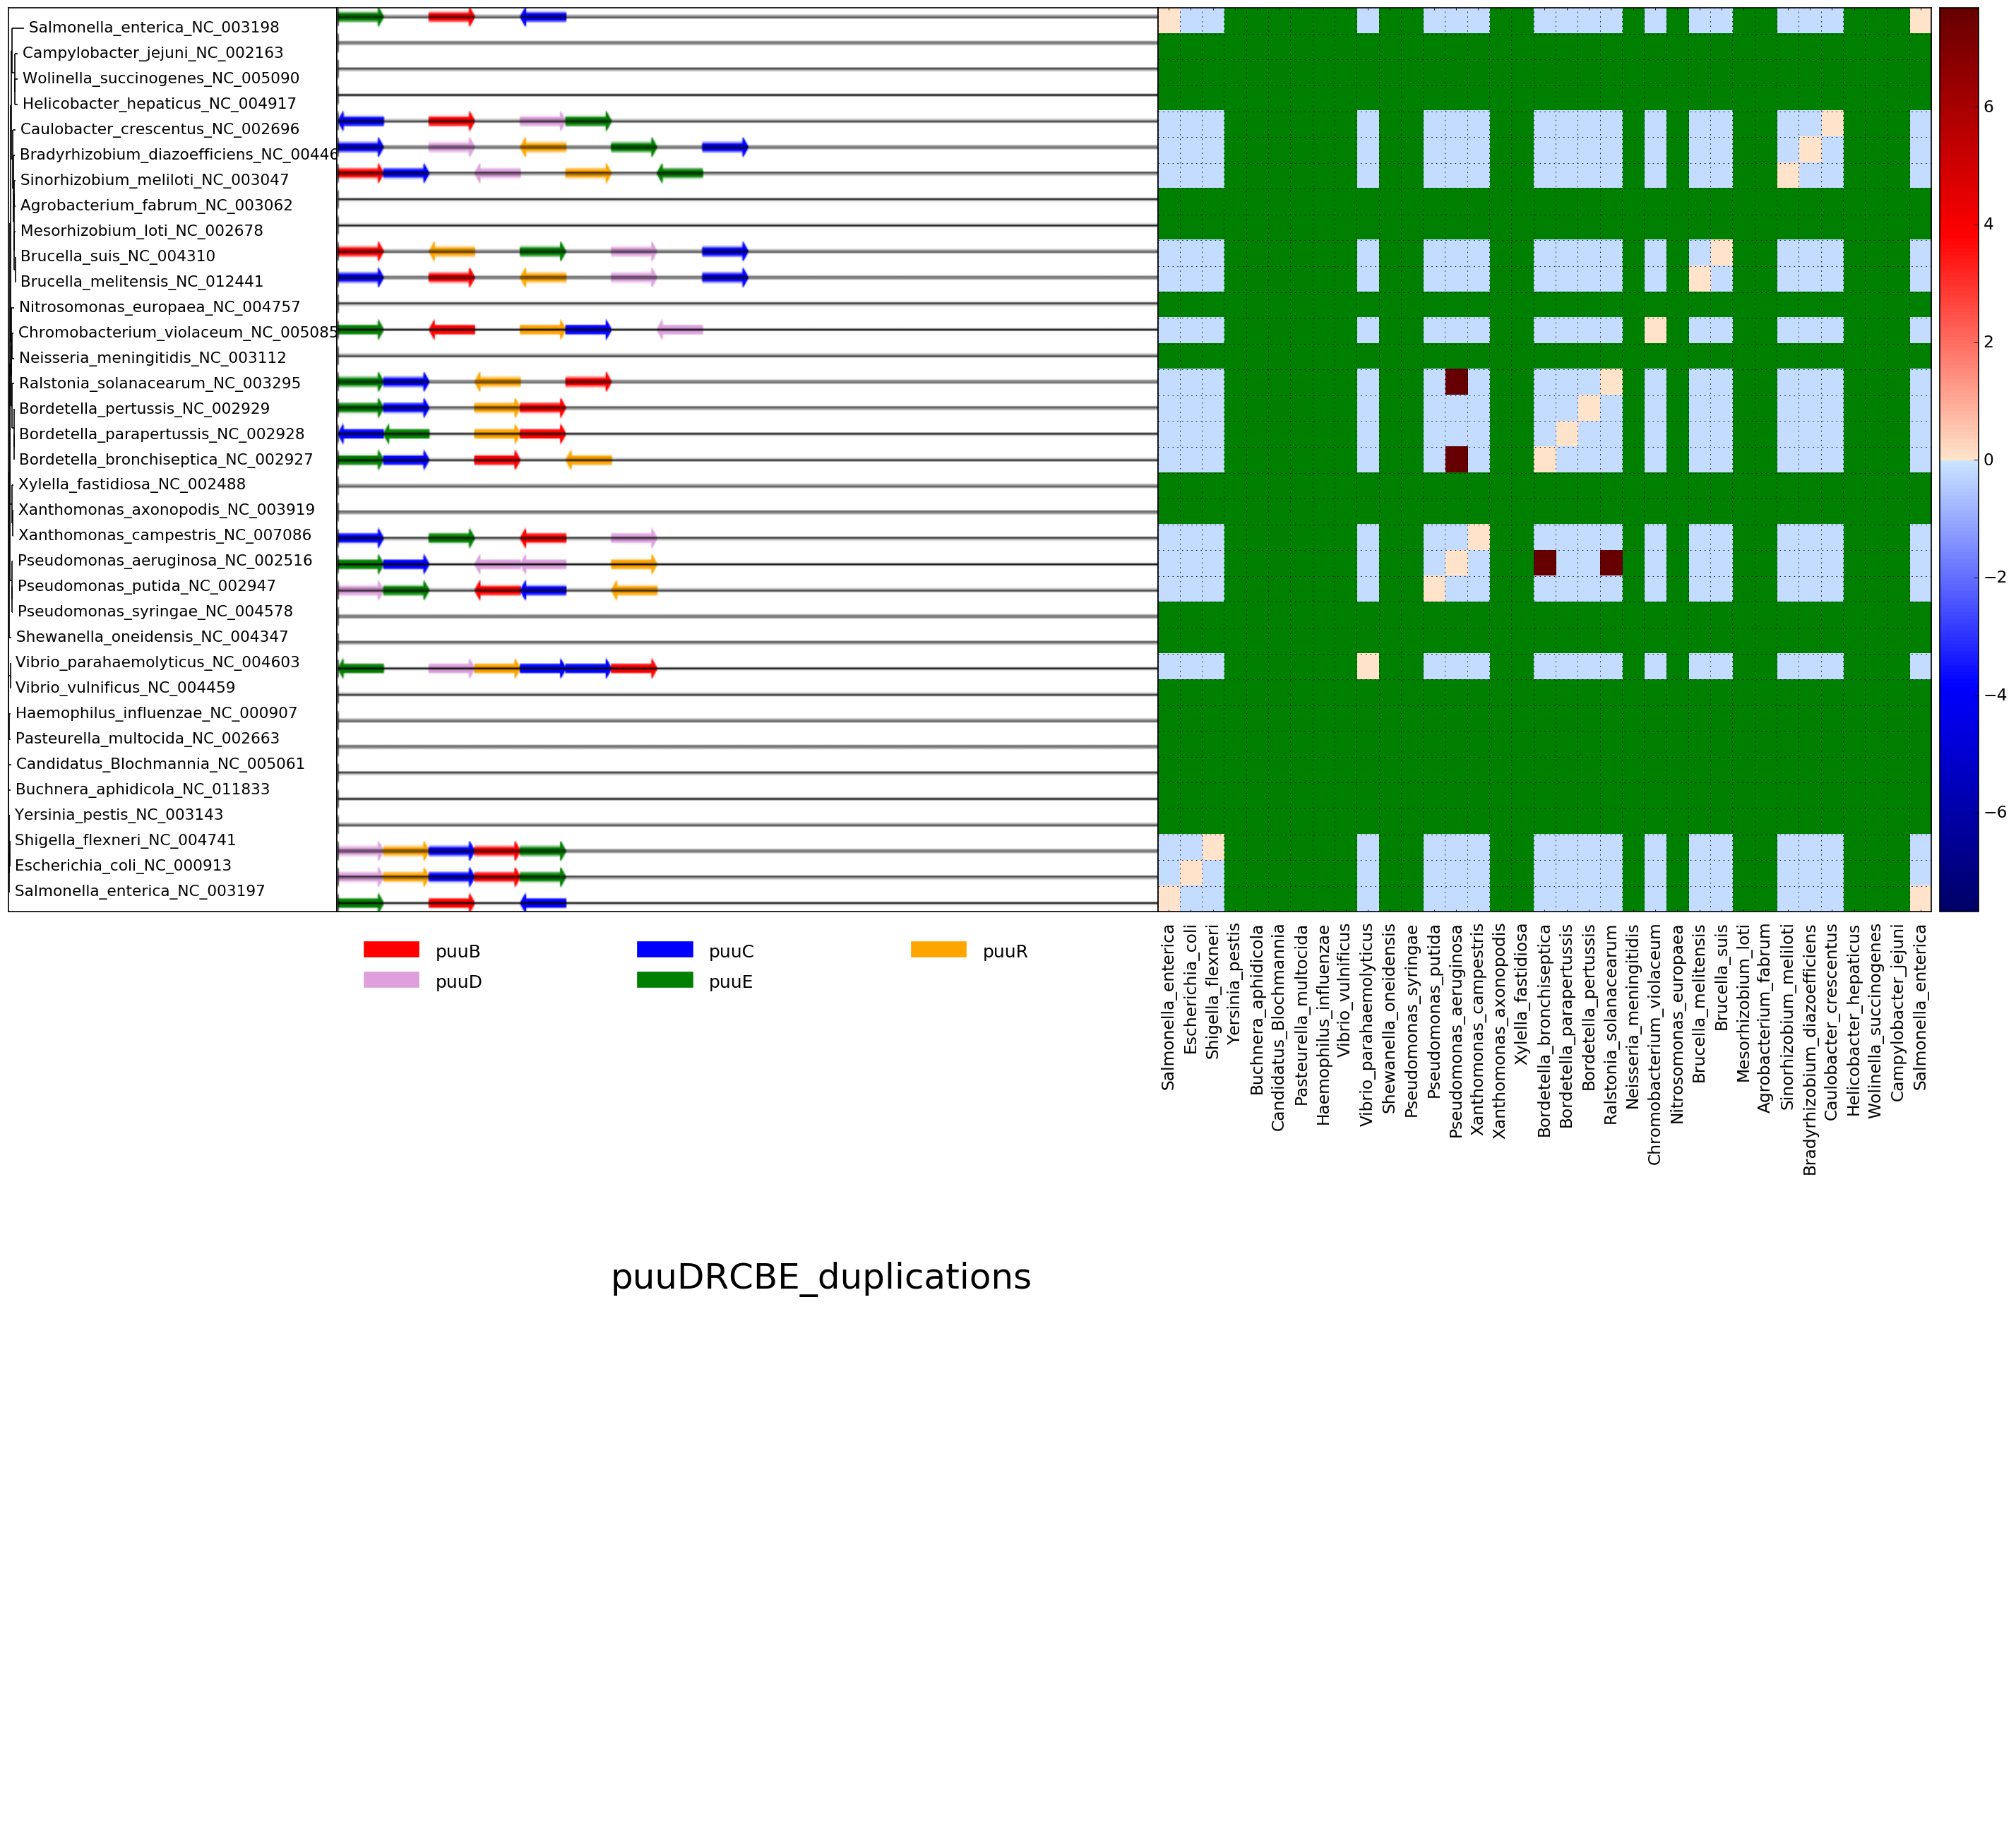 Salmonella_enterica_NC_003198
Campylobacter_jejuni_NC_002163
Wolinella_succinogenes_NC_005090
Helicobacter_hepaticus_NC_004917
Caulobacter_crescentus_NC_002696
Bradyrhizobium_diazoefficiens_NC_00446
Sinorhizobium_meliloti_NC_003047
Agrobacterium_fabrum_NC_003062
Mesorhizobium_loti_NC_002678
Brucella_suis_NC_004310
Brucella_melitensis_NC_012441
Nitrosomonas_europaea_NC_004757
Chromobacterium_violaceum_NC_005085
Neisseria_meningitidis_NC_003112
Ralstonia_solanacearum_NC_003295
Bordetella_pertussis_NC_002929
Bordetella_parapertussis_NC_002928
Bordetella_bronchiseptica_NC_002927
Xylella_fastidiosa_NC_002488
Xanthomonas_axonopodis_NC_003919
Xanthomonas_campestris_NC_007086
Pseudomonas_aeruginosa_NC_002516
Pseudomonas_putida_NC_002947
Pseudomonas_syringae_NC_004578
Shewanella_oneidensis_NC_004347
Vibrio_parahaemolyticus_NC_004603
Vibrio_vulnificus_NC_004459
Haemophilus_influenzae_NC_000907
Pasteurella_multocida_NC_002663
Candidatus_Blochmannia_NC_005061
Buchnera_aphidicola_NC_011833
Yersinia_pestis_NC_003143
Shigella_flexneri_NC_004741
Escherichia_coli_NC_000913
Salmonella_enterica_NC_003197
6
4
2
0
−2
−4
−6
puuB
puuC
puuR
puuD
puuE
Salmonella_enterica
Escherichia_coli
Shigella_flexneri
Yersinia_pestis
Buchnera_aphidicola
Candidatus_Blochmannia
Pasteurella_multocida
Haemophilus_influenzae
Vibrio_vulnificus
Vibrio_parahaemolyticus
Shewanella_oneidensis
Pseudomonas_syringae
Pseudomonas_putida
Pseudomonas_aeruginosa
Xanthomonas_campestris
Xanthomonas_axonopodis
Xylella_fastidiosa
Bordetella_bronchiseptica
Bordetella_parapertussis
Bordetella_pertussis
Ralstonia_solanacearum
Neisseria_meningitidis
Chromobacterium_violaceum
Nitrosomonas_europaea
Brucella_melitensis
Brucella_suis
Mesorhizobium_loti
Agrobacterium_fabrum
Sinorhizobium_meliloti
Bradyrhizobium_diazoefficiens
Caulobacter_crescentus
Helicobacter_hepaticus
Wolinella_succinogenes
Campylobacter_jejuni
Salmonella_enterica
puuDRCBE_duplications